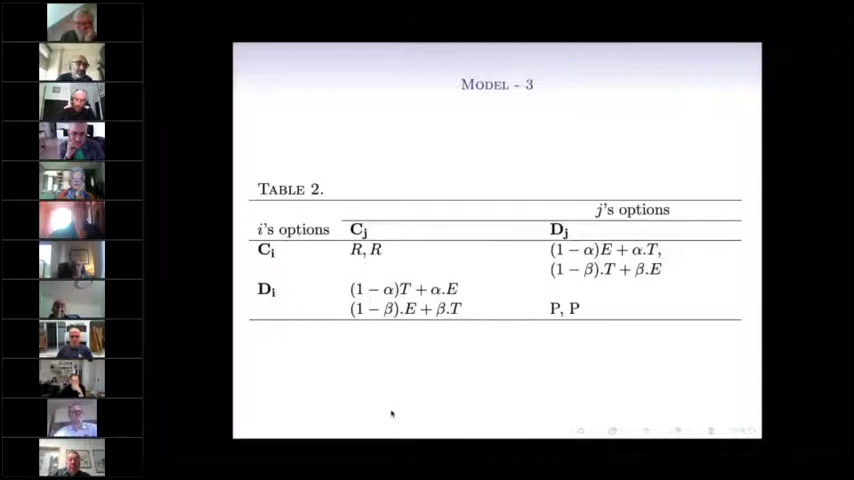 MODEL - 3
TABLE 2.
j's options
i's options C_j D_j
C_i R, R (1 − α)E + α.T,
(1 − β).T + β.E
D_i (1 − α)T + α.E
(1 − β).E + β.T P, P